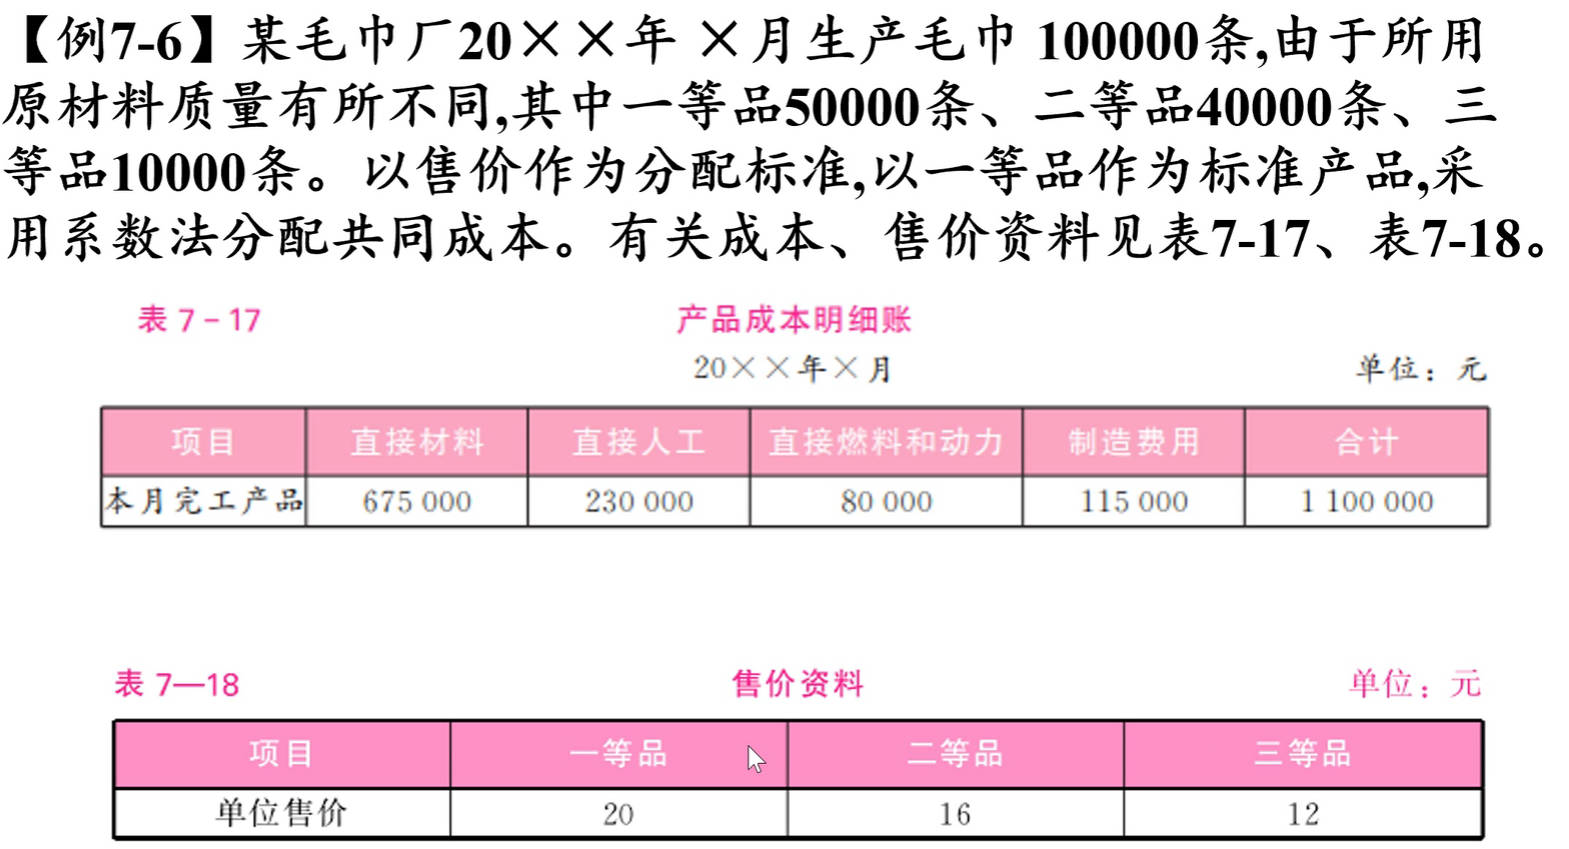 【例7-6】某毛巾厂20××年 ×月生产毛巾 100000条,由于所用
原材料质量有所不同,其中一等品50000条、二等品40000条、三
等品10000条。以售价作为分配标准,以一等品作为标准产品,采
用系数法分配共同成本。有关成本、售价资料见表7-17、表7-18。
表 7-17 产品成本明细账
20××年×月 单位：元
项目 直接材料 直接人工 直接燃料和动力 制造费用 合计
本月完工产品 675 000 230 000 80 000 115 000 1 100 000
表 7—18 售价资料 单位：元
项目 一等品 二等品 三等品
单位售价 20 16 12